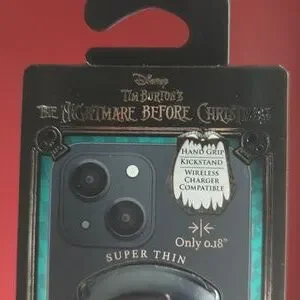 Disney
TIM BURTON'S
THE NIGHTMARE BEFORE CHRISTMAS
HAND GRIP
KICKSTAND
WIRELESS
CHARGER
COMPATIBLE
Only 0.18"
SUPER THIN